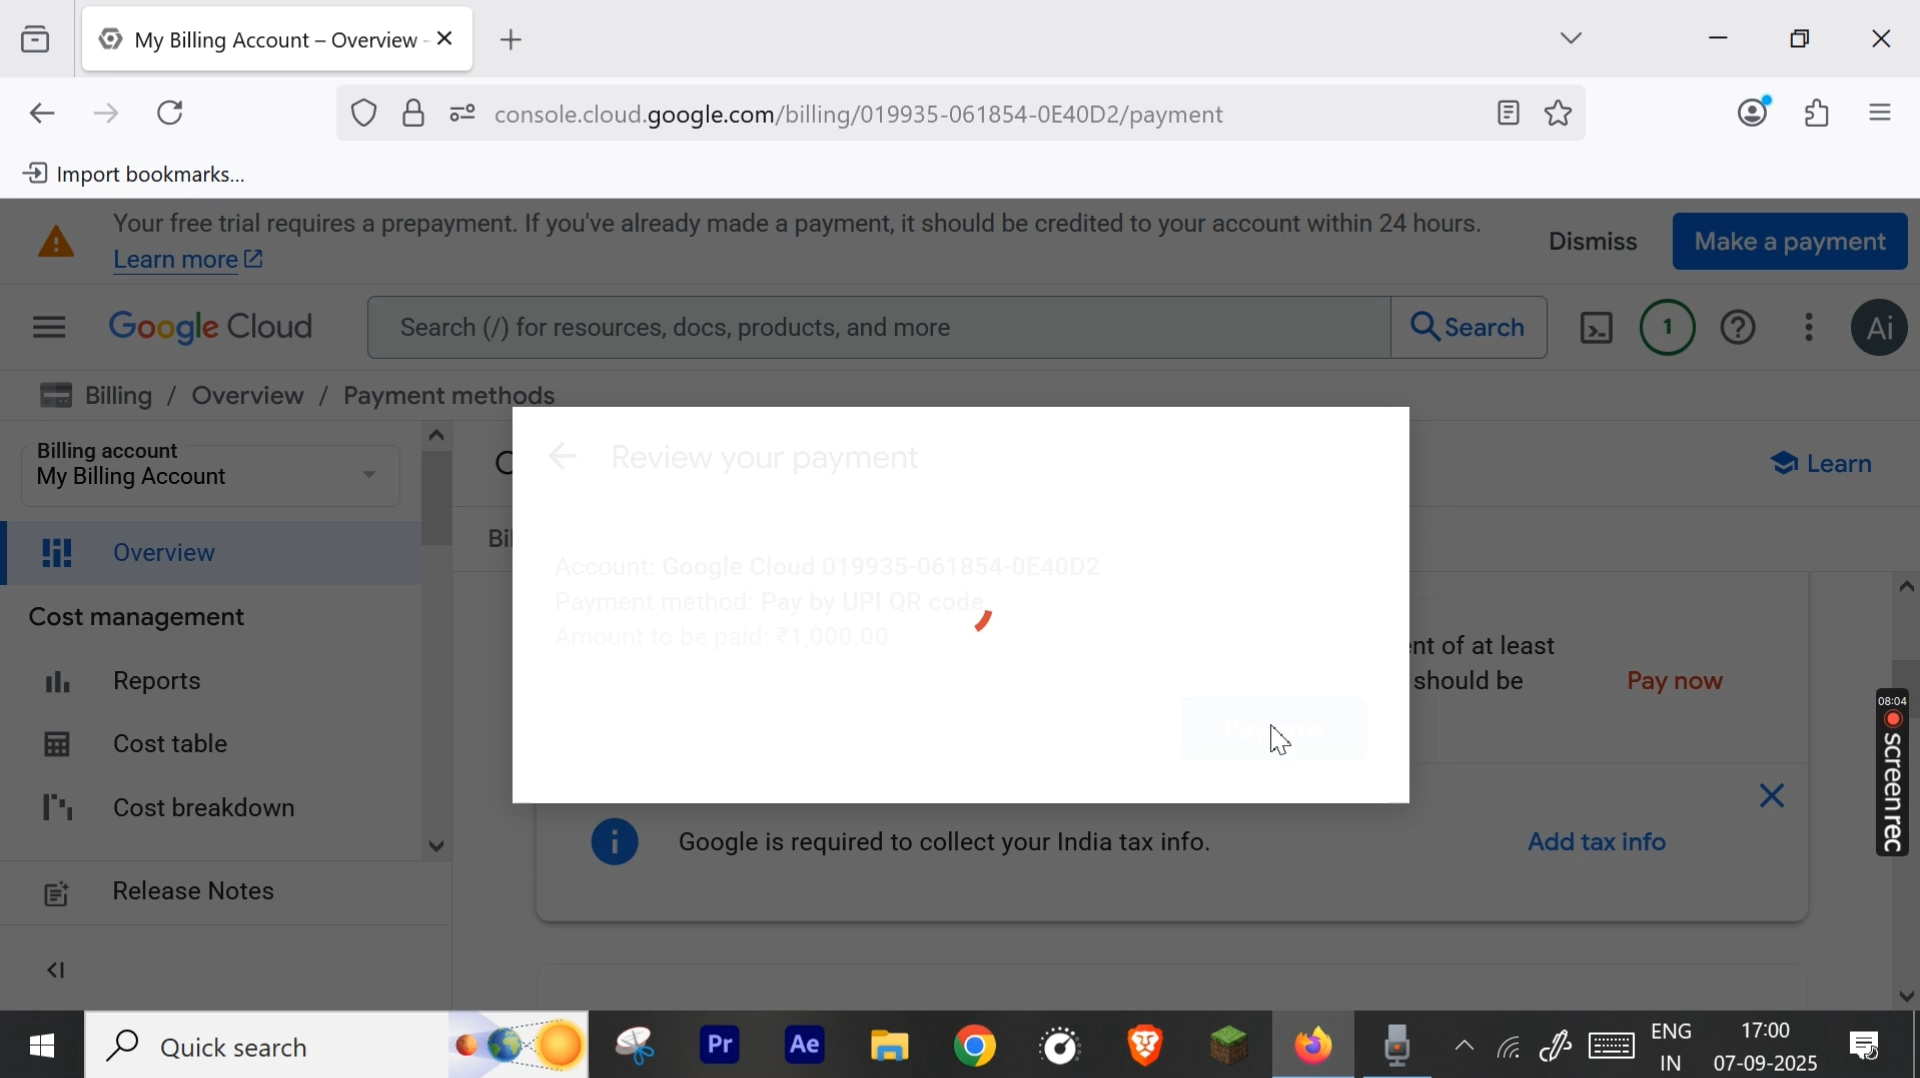 My Billing Account – Overview -
console.cloud.google.com/billing/019935-061854-0E40D2/payment
Import bookmarks...
Your free trial requires a prepayment. If you've already made a payment, it should be credited to your account within 24 hours.
Learn more
Dismiss
Make a payment
Google Cloud
Search (/) for resources, docs, products, and more
Search
1
Ai
Billing / Overview / Payment methods
Billing account
My Billing Account
Learn
Review your payment
Overview
Account: Google Cloud 019935-061854-0E40D2
Payment method: Pay by UPI QR code
Amount to be paid: ₹1,000.00
Cost management
of at least
should be
Pay now
Reports
Cost table
Cost breakdown
08:04
screenrec
Google is required to collect your India tax info.
Add tax info
Release Notes
Quick search
Pr
Ae
ENG
IN
17:00
07-09-2025